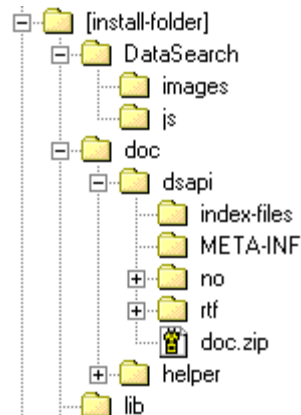 [install-folder]
DataSearch
images
js
doc
dsapi
index-files
META-INF
no
rtf
doc.zip
helper
lib